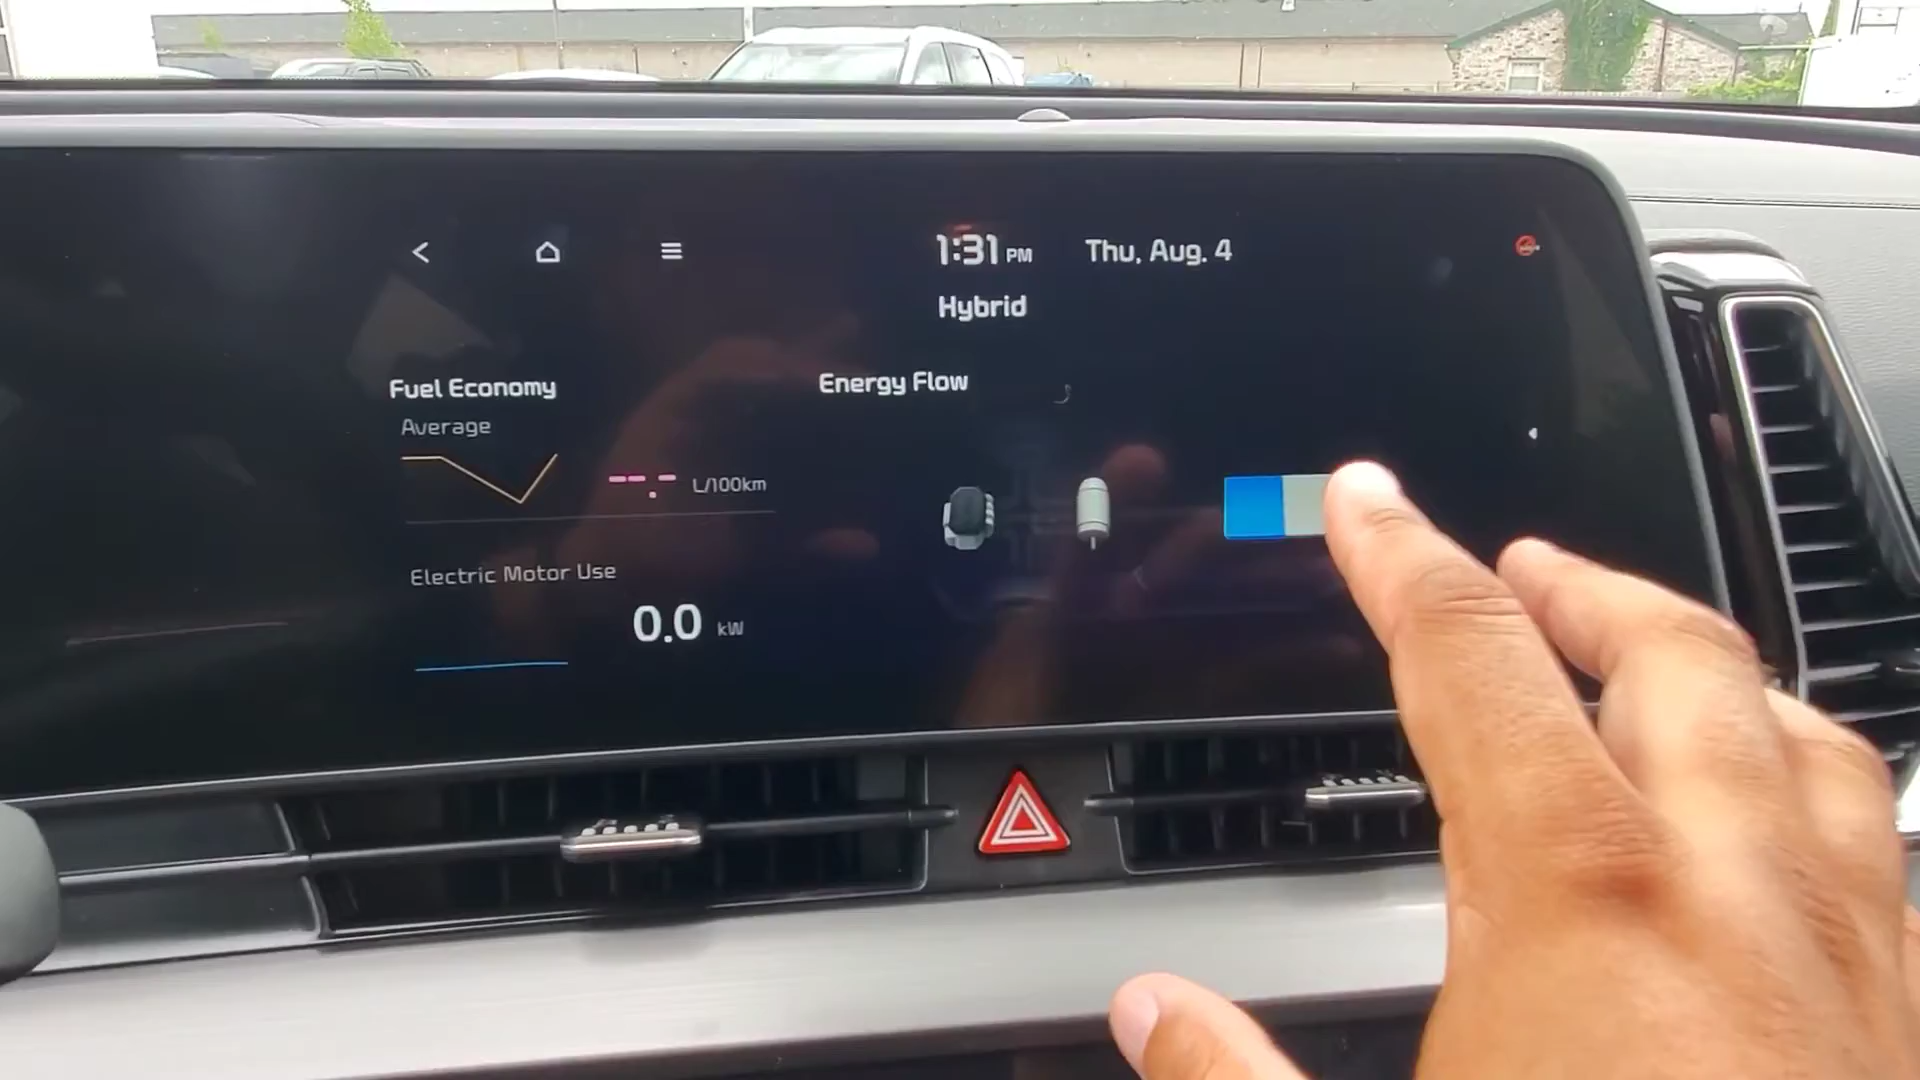 1:31 PM Thu, Aug. 4
Hybrid
Fuel Economy
Average
--.- L/100km
Electric Motor Use
0.0 kW
Energy Flow